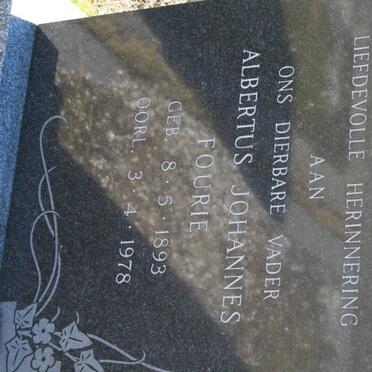 LIEFDEVOLLE HERINNERING
AAN
ONS DIERBARE VADER
ALBERTUS JOHANNES
FOURIE
GEB. 8·5·1893
OORL. 3·4·1978